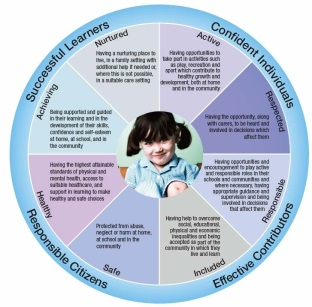 Successful Learners
Confident Individuals
Nurtured
Having a nurturing place to
live, in a family setting with
additional help if needed or,
where this is not possible,
in a suitable care setting
Active
Having opportunities to
take part in activities such
as play, recreation and
sport which contribute to
healthy growth and
development, both at home
and in the community
Achieving
Being supported and guided
in their learning and in the
development of their skills,
confidence and self-esteem
at home, at school, and in
the community
Respected
Having the opportunity, along
with carers, to be heard and
involved in decisions which
affect them
Healthy
Having the highest attainable
standards of physical and
mental health, access to
suitable healthcare, and
support in learning to make
healthy and safe choices
Responsible
Having opportunities and
encouragement to play active
and responsible roles in their
schools and communities and
where necessary, having
appropriate guidance and
supervision and being
involved in decisions
that affect them
Safe
Protected from abuse,
neglect or harm at home,
at school and in the
community
Included
Having help to overcome
social, educational,
physical and economic
inequalities and being
accepted as part of the
community in which they
live and learn
Responsible Citizens
Effective Contributors